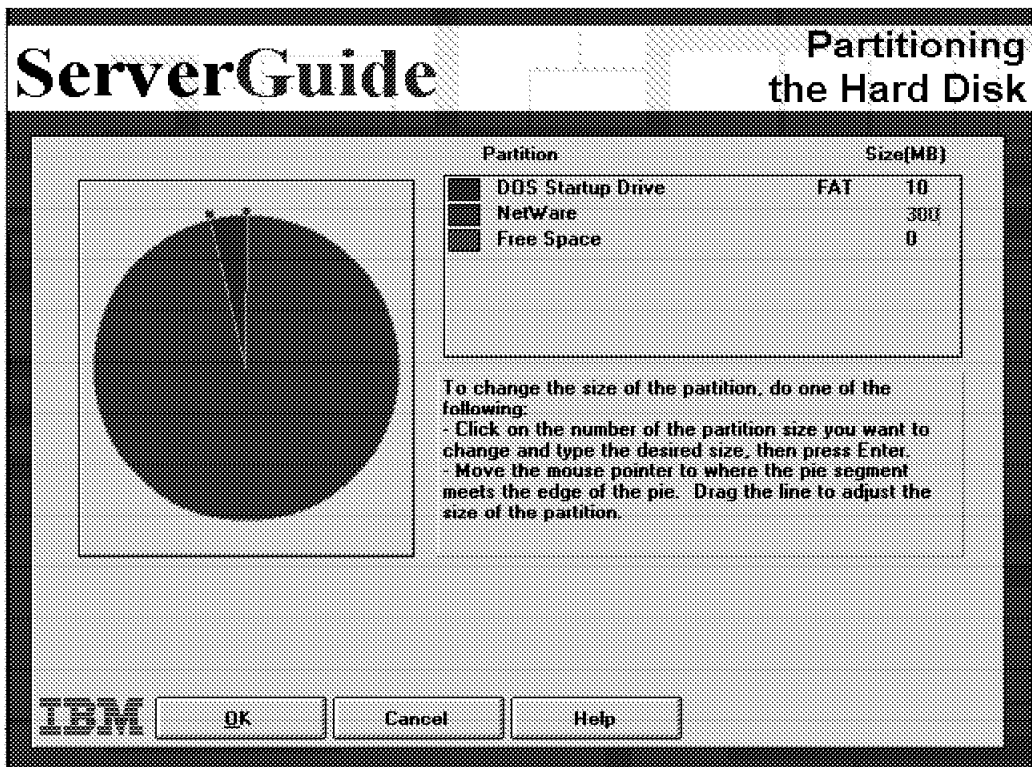 ServerGuide
Partitioning
the Hard Disk
Partition Size(MB)
DOS Startup Drive FAT 10
NetWare 300
Free Space 0
To change the size of the partition, do one of the
following:
- Click on the number of the partition size you want to
change and type the desired size, then press Enter.
- Move the mouse pointer to where the pie segment
meets the edge of the pie. Drag the line to adjust the
size of the partition.
IBM OK Cancel Help